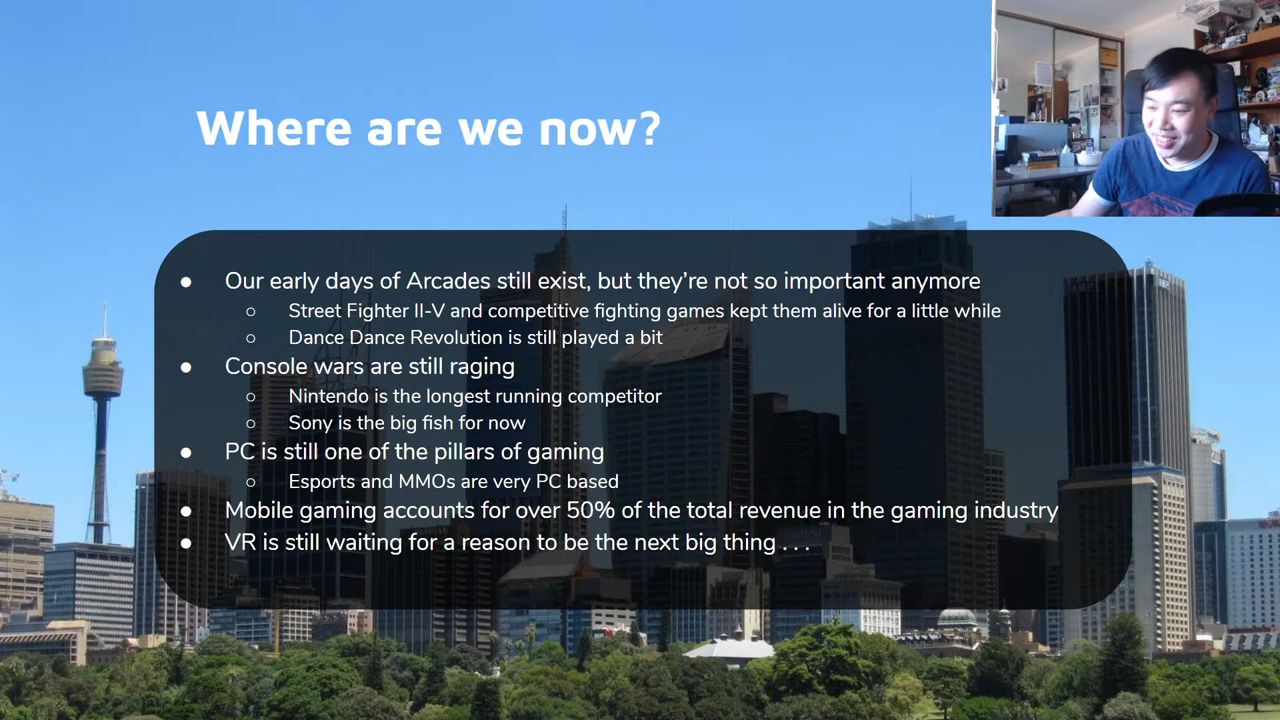 Where are we now?
● Our early days of Arcades still exist, but they're not so important anymore
○ Street Fighter II-V and competitive fighting games kept them alive for a little while
○ Dance Dance Revolution is still played a bit
● Console wars are still raging
○ Nintendo is the longest running competitor
○ Sony is the big fish for now
● PC is still one of the pillars of gaming
○ Esports and MMOs are very PC based
● Mobile gaming accounts for over 50% of the total revenue in the gaming industry
● VR is still waiting for a reason to be the next big thing . . .
AMP